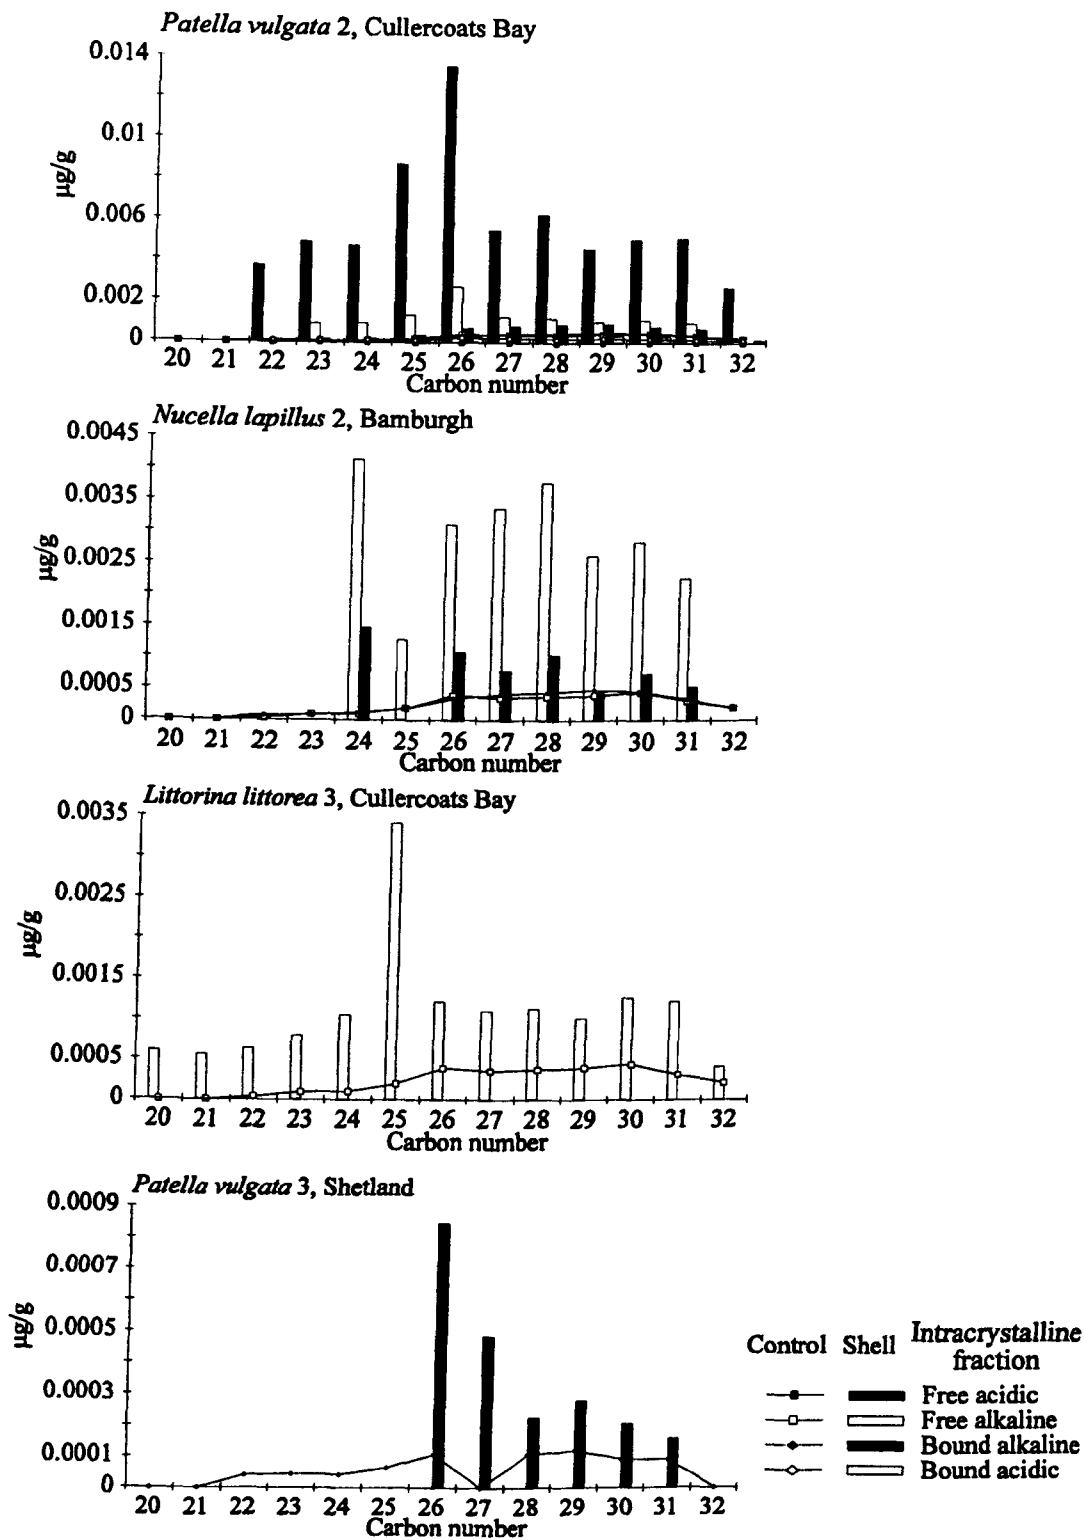 Patella vulgata 2, Cullercoats Bay
0.014
0.01
0.006
0.002
0
µg/g
20 21 22 23 24 25 26 27 28 29 30 31 32
Carbon number
Nucella lapillus 2, Bamburgh
0.0045
0.0035
0.0025
0.0015
0.0005
0
µg/g
20 21 22 23 24 25 26 27 28 29 30 31 32
Carbon number
Littorina littorea 3, Cullercoats Bay
0.0035
0.0025
0.0015
0.0005
0
µg/g
20 21 22 23 24 25 26 27 28 29 30 31 32
Carbon number
Patella vulgata 3, Shetland
0.0009
0.0007
0.0005
0.0003
0.0001
0
µg/g
20 21 22 23 24 25 26 27 28 29 30 31 32
Carbon number
Control Shell Intracrystalline
fraction
Free acidic
Free alkaline
Bound alkaline
Bound acidic